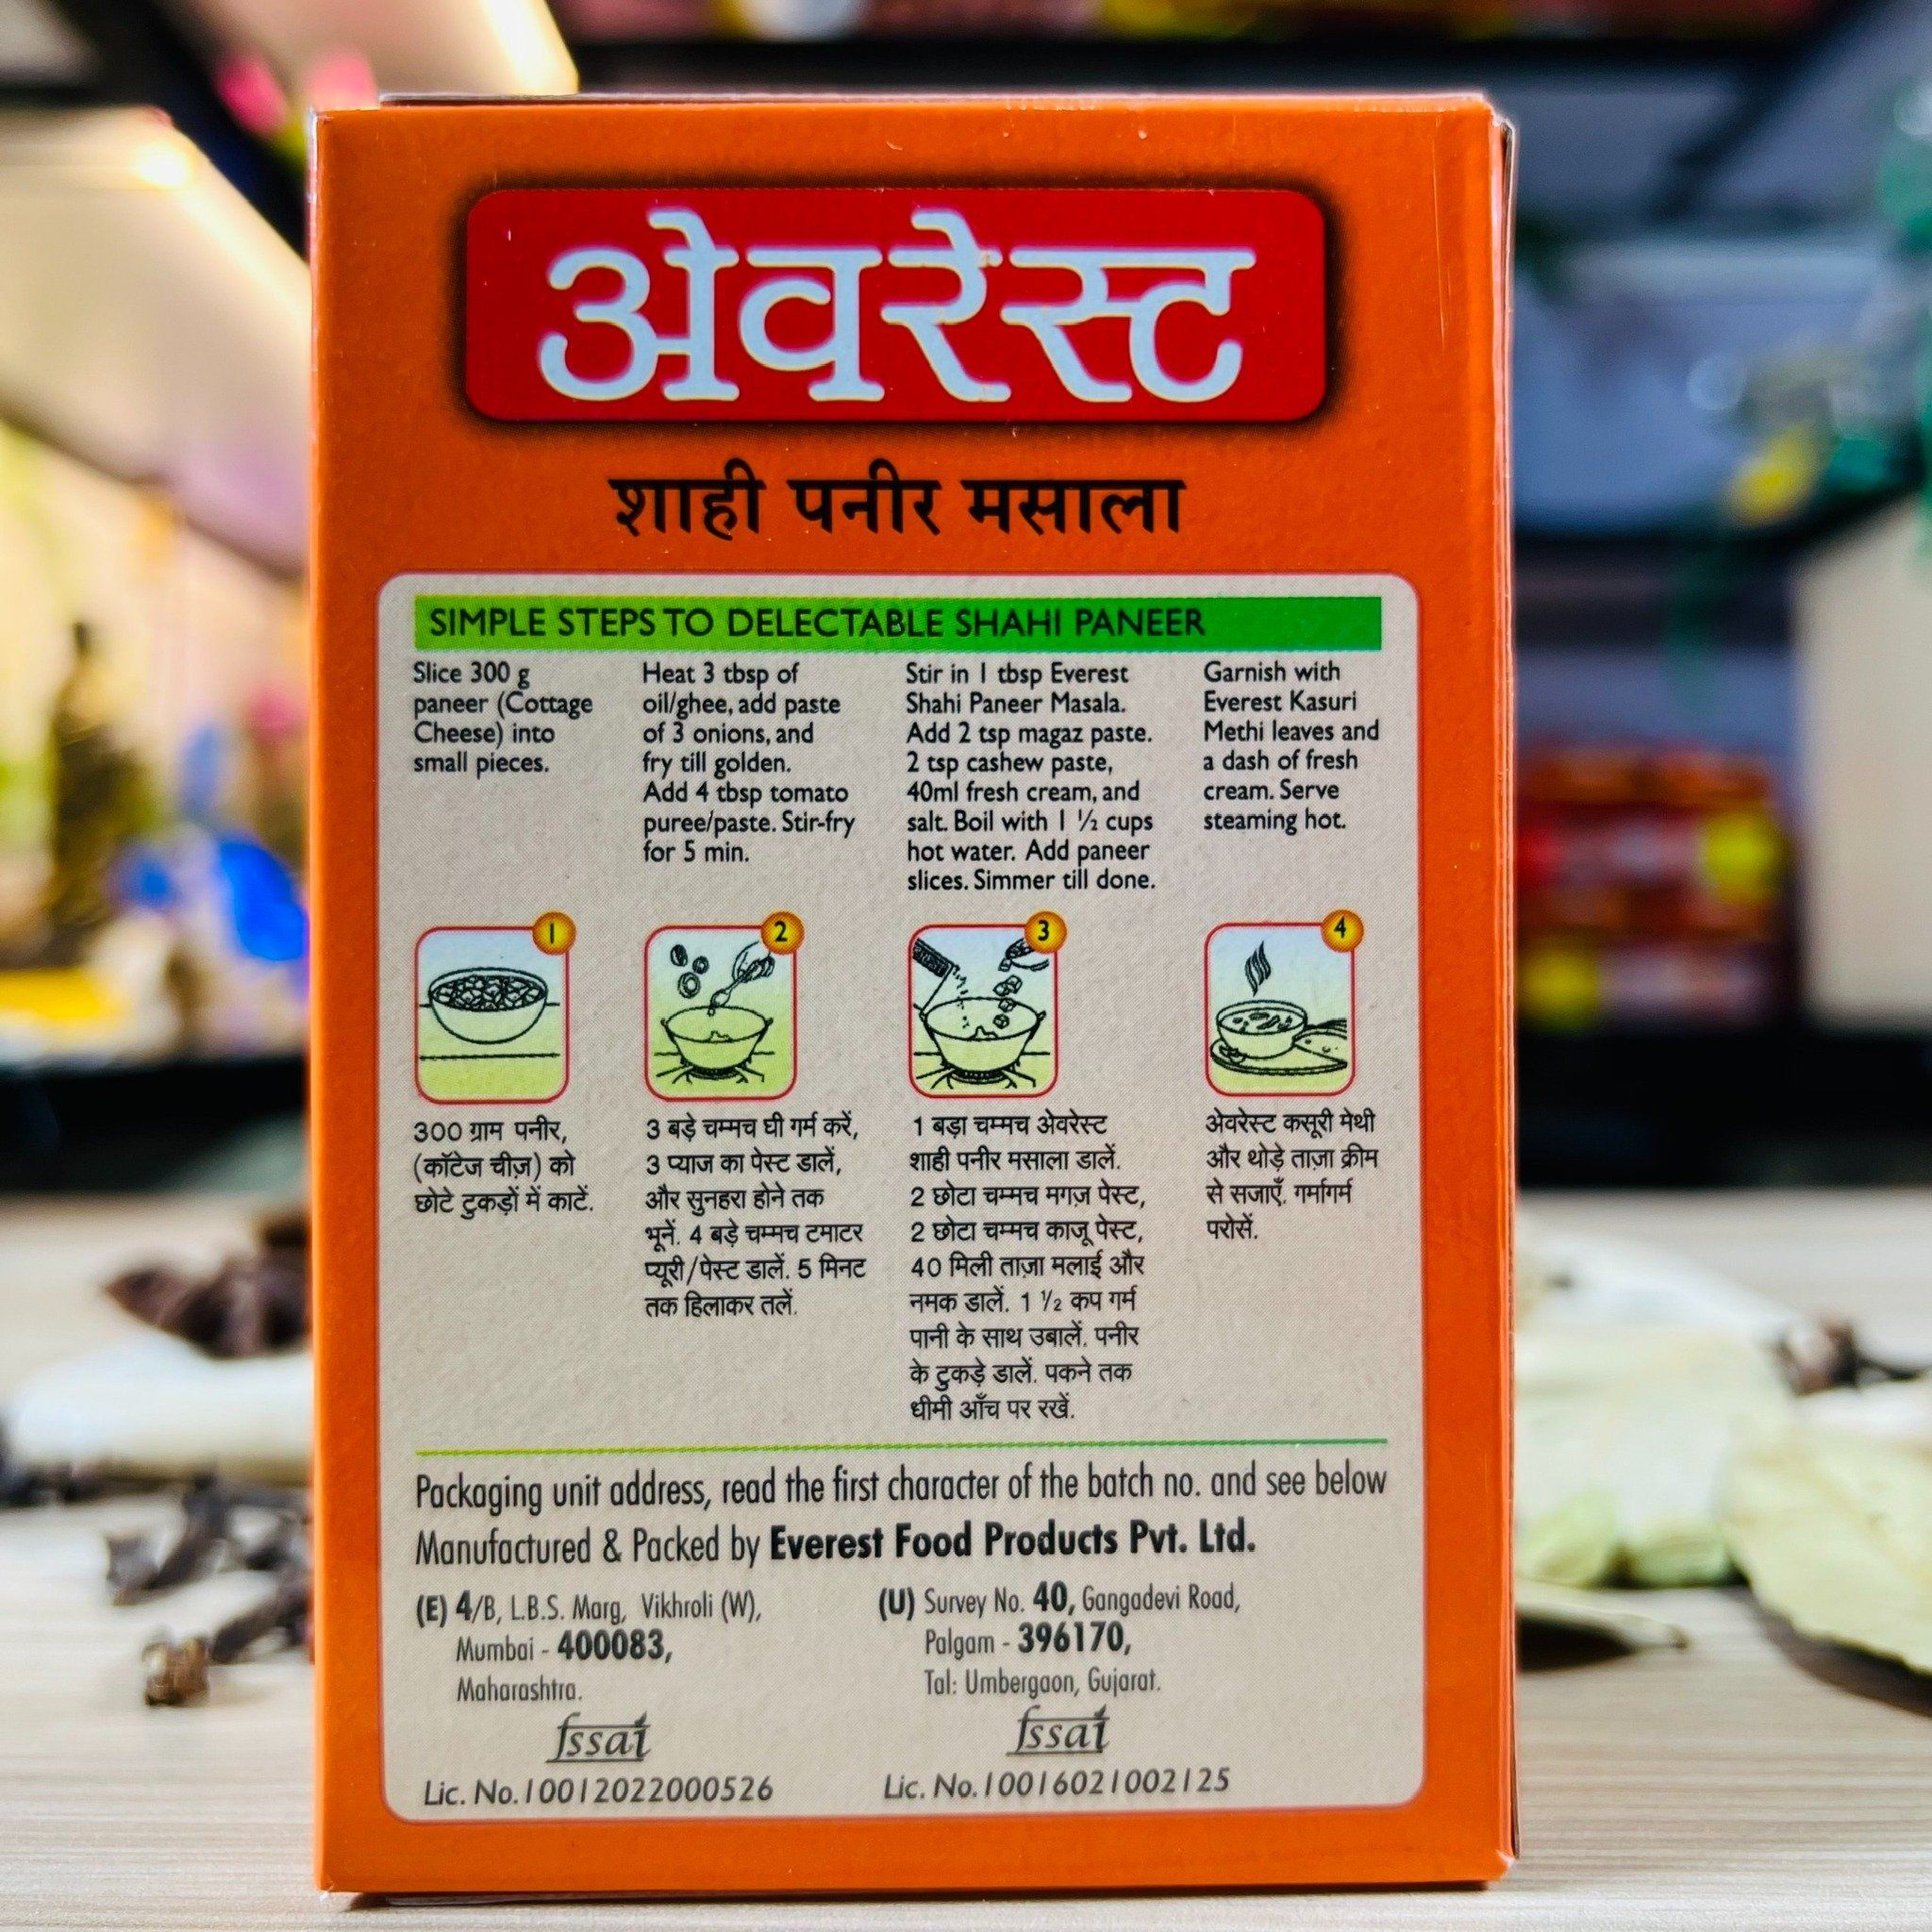 अेवरेस्ट
शाही पनीर मसाला
SIMPLE STEPS TO DELECTABLE SHAHI PANEER
Slice 300 g
paneer (Cottage
Cheese) into
small pieces.
Heat 3 tbsp of
oil/ghee, add paste
of 3 onions, and
fry till golden.
Add 4 tbsp tomato
puree/paste. Stir-fry
for 5 min.
Stir in 1 tbsp Everest
Shahi Paneer Masala.
Add 2 tsp magaz paste.
2 tsp cashew paste,
40ml fresh cream, and
salt. Boil with 1 ½ cups
hot water. Add paneer
slices. Simmer till done.
Garnish with
Everest Kasuri
Methi leaves and
a dash of fresh
cream. Serve
steaming hot.
1
2
3
4
300 ग्राम पनीर,
(कॉटेज चीज़) को
छोटे टुकड़ों में काटें.
3 बड़े चम्मच घी गर्म करें,
3 प्याज का पेस्ट डालें,
और सुनहरा होने तक
भूनें. 4 बड़े चम्मच टमाटर
प्यूरी/पेस्ट डालें. 5 मिनट
तक हिलाकर तलें.
1 बड़ा चम्मच अेवरेस्ट
शाही पनीर मसाला डालें.
2 छोटा चम्मच मगज़ पेस्ट,
2 छोटा चम्मच काजू पेस्ट,
40 मिली ताज़ा मलाई और
नमक डालें. 1 ½ कप गर्म
पानी के साथ उबालें. पनीर
के टुकड़े डालें. पकने तक
धीमी आँच पर रखें.
अेवरेस्ट कसूरी मेथी
और थोड़े ताज़ा क्रीम
से सजाएँ. गर्मागर्म
परोसें.
Packaging unit address, read the first character of the batch no. and see below
Manufactured & Packed by Everest Food Products Pvt. Ltd.
(E) 4/B, L.B.S. Marg, Vikhroli (W),
Mumbai - 400083,
Maharashtra.
fssai
Lic. No.10012022000526
(U) Survey No. 40, Gangadevi Road,
Palgam - 396170,
Tal: Umbergaon, Gujarat.
fssai
Lic. No.10016021002125